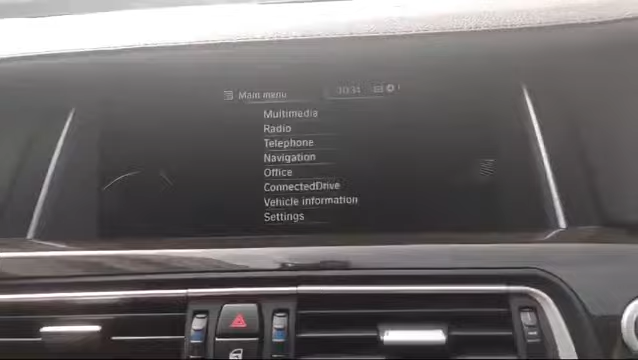 Main menu
Multimedia
Radio
Telephone
Navigation
Office
ConnectedDrive
Vehicle information
Settings